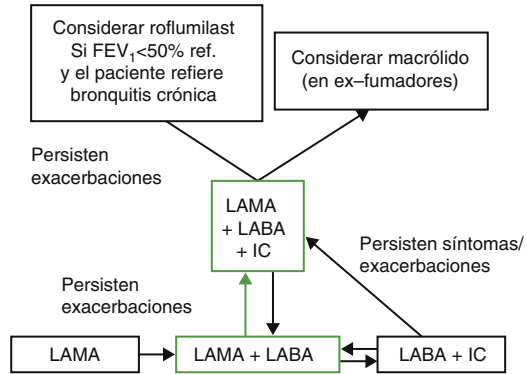 Considerar roflumilast
Si FEV₁<50% ref.
y el paciente refiere
bronquitis crónica
Considerar macrólido
(en ex–fumadores)
Persisten
exacerbaciones
LAMA
+ LABA
+ IC
Persisten síntomas/
exacerbaciones
Persisten
exacerbaciones
LAMA
LAMA + LABA
LABA + IC